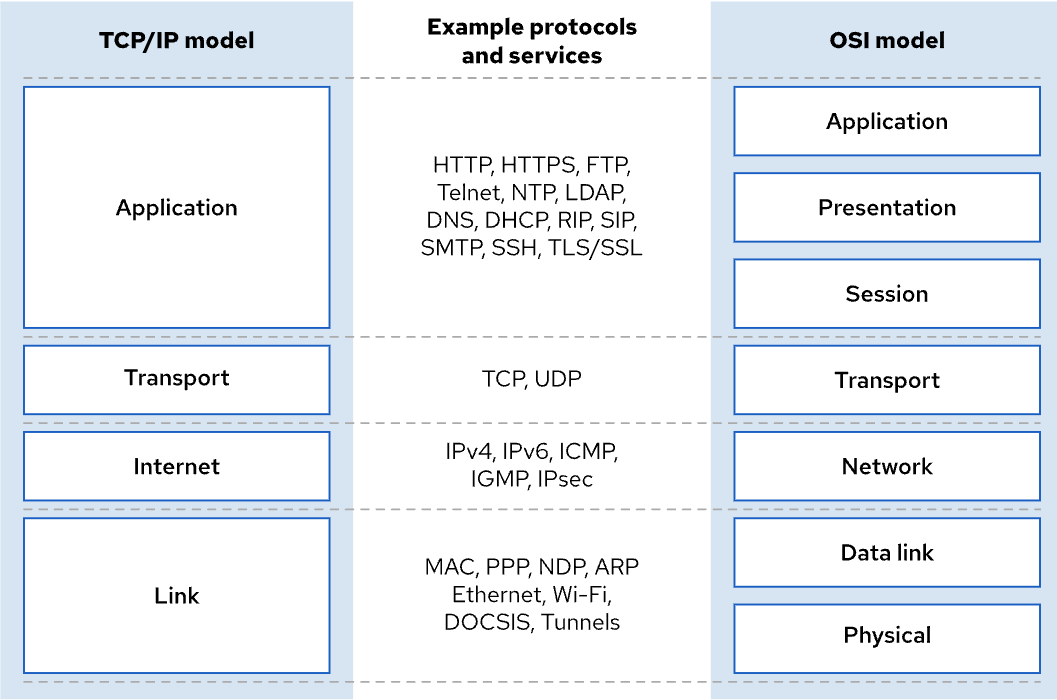 TCP/IP model
Example protocols
and services
OSI model
Application
HTTP, HTTPS, FTP,
Telnet, NTP, LDAP,
DNS, DHCP, RIP, SIP,
SMTP, SSH, TLS/SSL
Application
Presentation
Session
Transport
TCP, UDP
Transport
Internet
IPv4, IPv6, ICMP,
IGMP, IPsec
Network
Link
MAC, PPP, NDP, ARP
Ethernet, Wi-Fi,
DOCSIS, Tunnels
Data link
Physical